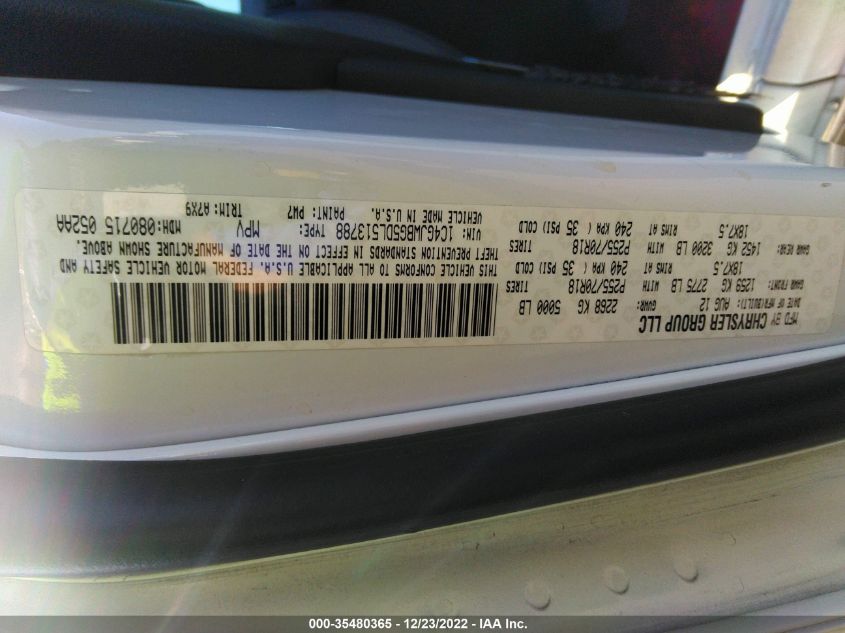 MFD BY CHRYSLER GROUP LLC
DATE OF MFR(BUILT): AUG 12 GVWR: 2268 KG 5000 LB
GAWR FRONT: 1259 KG 2775 LB WITH P255/70R18 TIRES
18X7.5 RIMS AT 240 KPA ( 35 PSI) COLD
GAWR REAR: 1452 KG 3200 LB WITH P255/70R18 TIRES
18X7.5 RIMS AT 240 KPA ( 35 PSI) COLD
THIS VEHICLE CONFORMS TO ALL APPLICABLE U.S.A. FEDERAL MOTOR VEHICLE SAFETY AND
THEFT PREVENTION STANDARDS IN EFFECT ON THE DATE OF MANUFACTURE SHOWN ABOVE.
VIN: 1C4GJWBG5DL513788 TYPE: MPV MDH:080715 052AA
PAINT: PW7 TRIM:A7X9
VEHICLE MADE IN U.S.A.
000-35480365 - 12/23/2022 - IAA Inc.